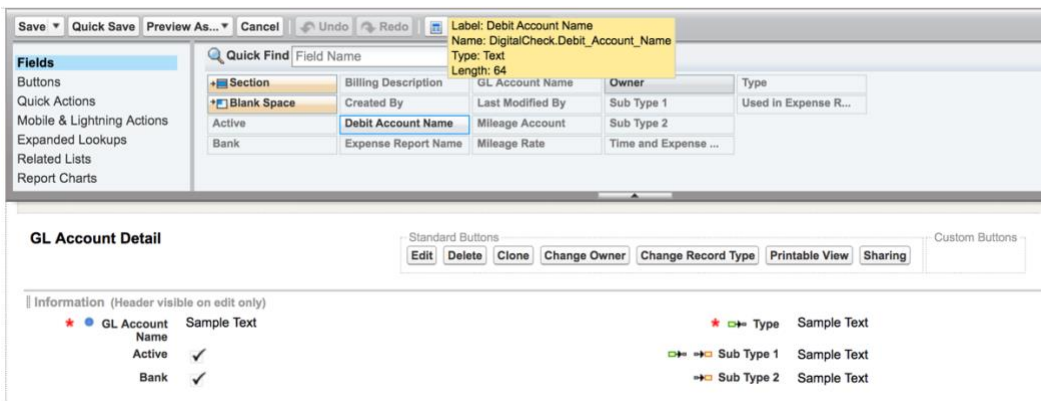 Save Quick Save Preview As... Cancel Undo Redo
Label: Debit Account Name
Name: DigitalCheck.Debit_Account_Name
Type: Text
Length: 64
Fields
Buttons
Quick Actions
Mobile & Lightning Actions
Expanded Lookups
Related Lists
Report Charts
Quick Find Field Name
Section Billing Description GL Account Name Owner Type
Blank Space Created By Last Modified By Sub Type 1 Used in Expense R...
Active Debit Account Name Mileage Account Sub Type 2
Bank Expense Report Name Mileage Rate Time and Expense ...
GL Account Detail
Standard Buttons
Edit Delete Clone Change Owner Change Record Type Printable View Sharing
Custom Buttons
Information (Header visible on edit only)
* GL Account Name Sample Text * Type Sample Text
Active Sub Type 1 Sample Text
Bank Sub Type 2 Sample Text